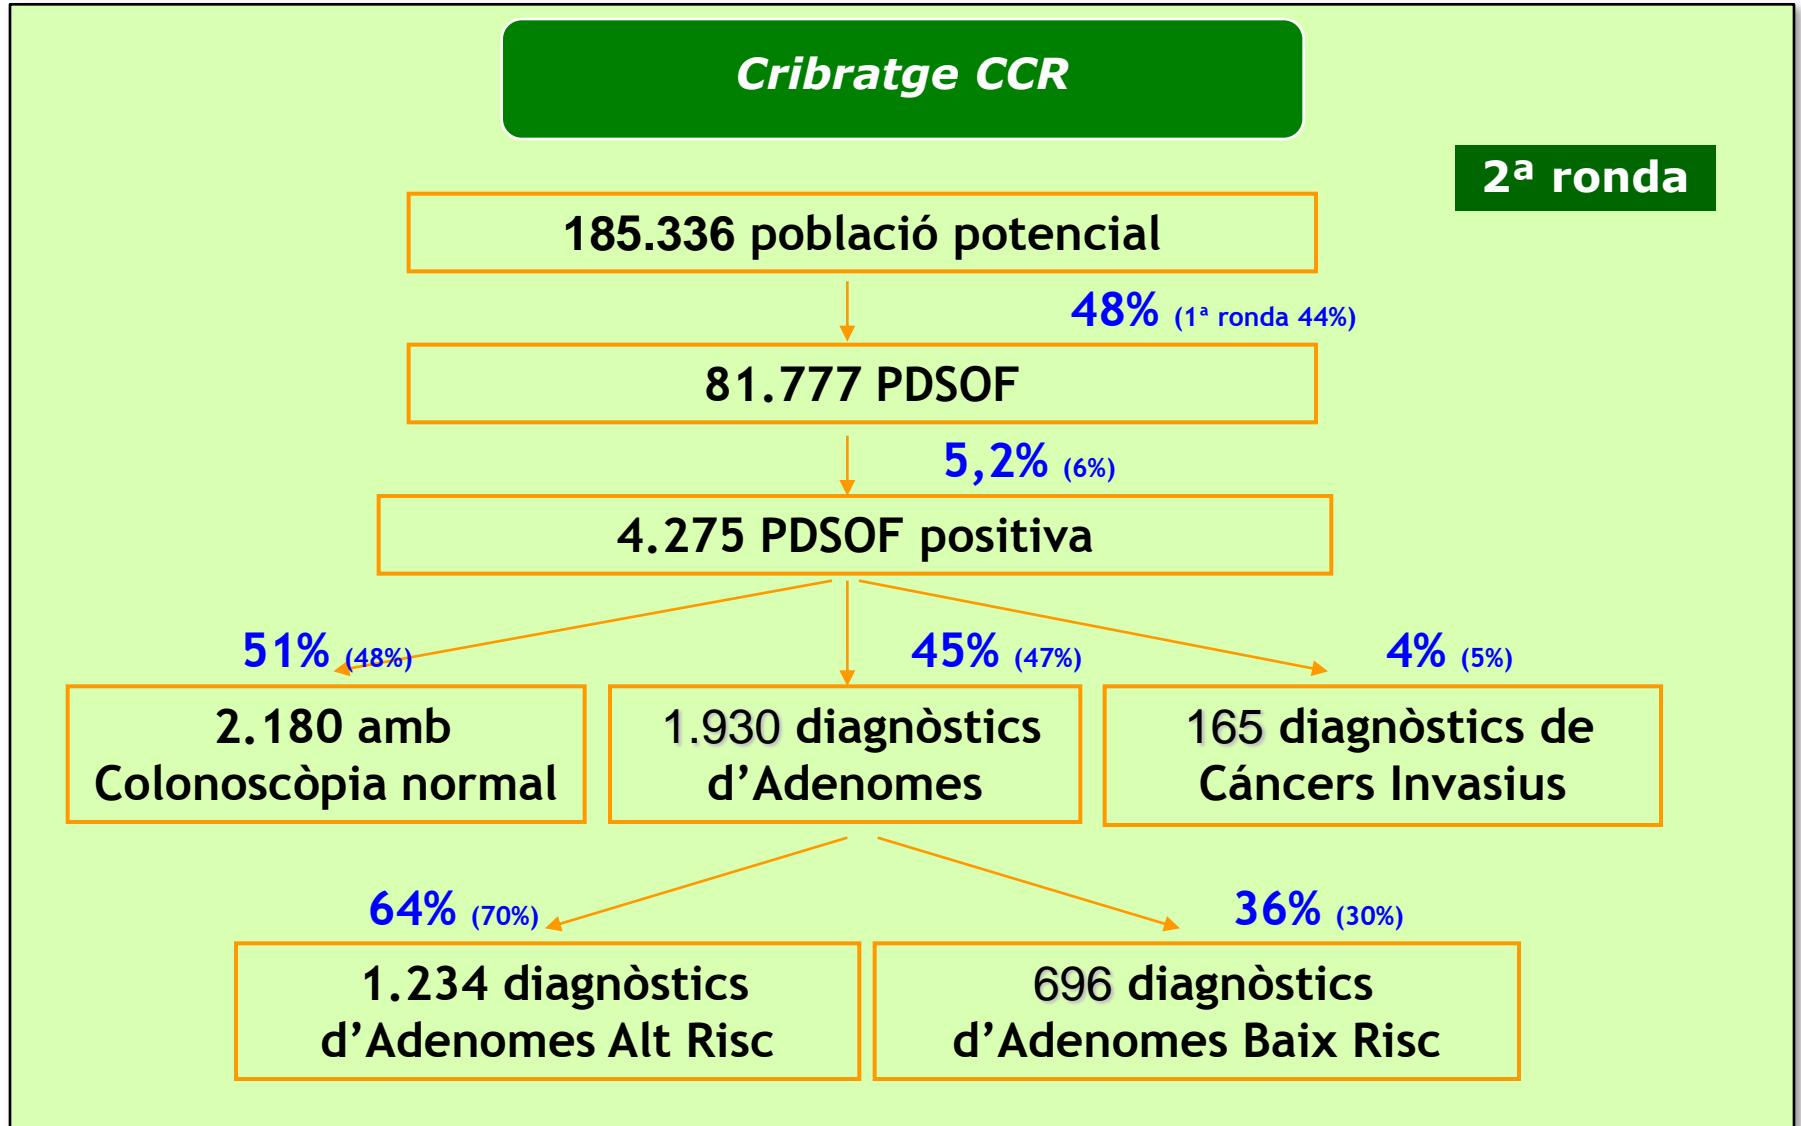 Cribratge CCR
2ª ronda
185.336 població potencial
48% (1ª ronda 44%)
81.777 PDSOF
5,2% (6%)
4.275 PDSOF positiva
51% (48%)
45% (47%)
4% (5%)
2.180 amb
Colonoscòpia normal
1.930 diagnòstics
d’Adenomes
165 diagnòstics de
Cáncers Invasius
64% (70%)
36% (30%)
1.234 diagnòstics
d’Adenomes Alt Risc
696 diagnòstics
d’Adenomes Baix Risc